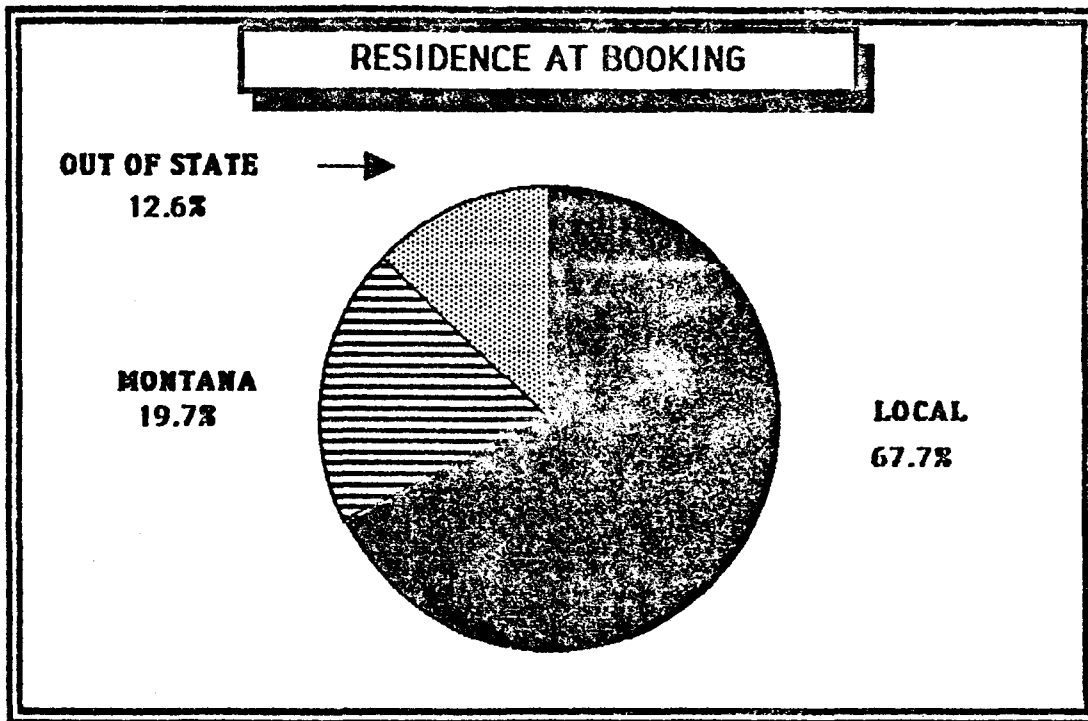 RESIDENCE AT BOOKING
OUT OF STATE
12.6%
MONTANA
19.7%
LOCAL
67.7%